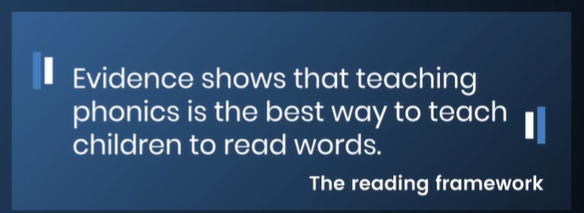 Evidence shows that teaching
phonics is the best way to teach
children to read words.
The reading framework